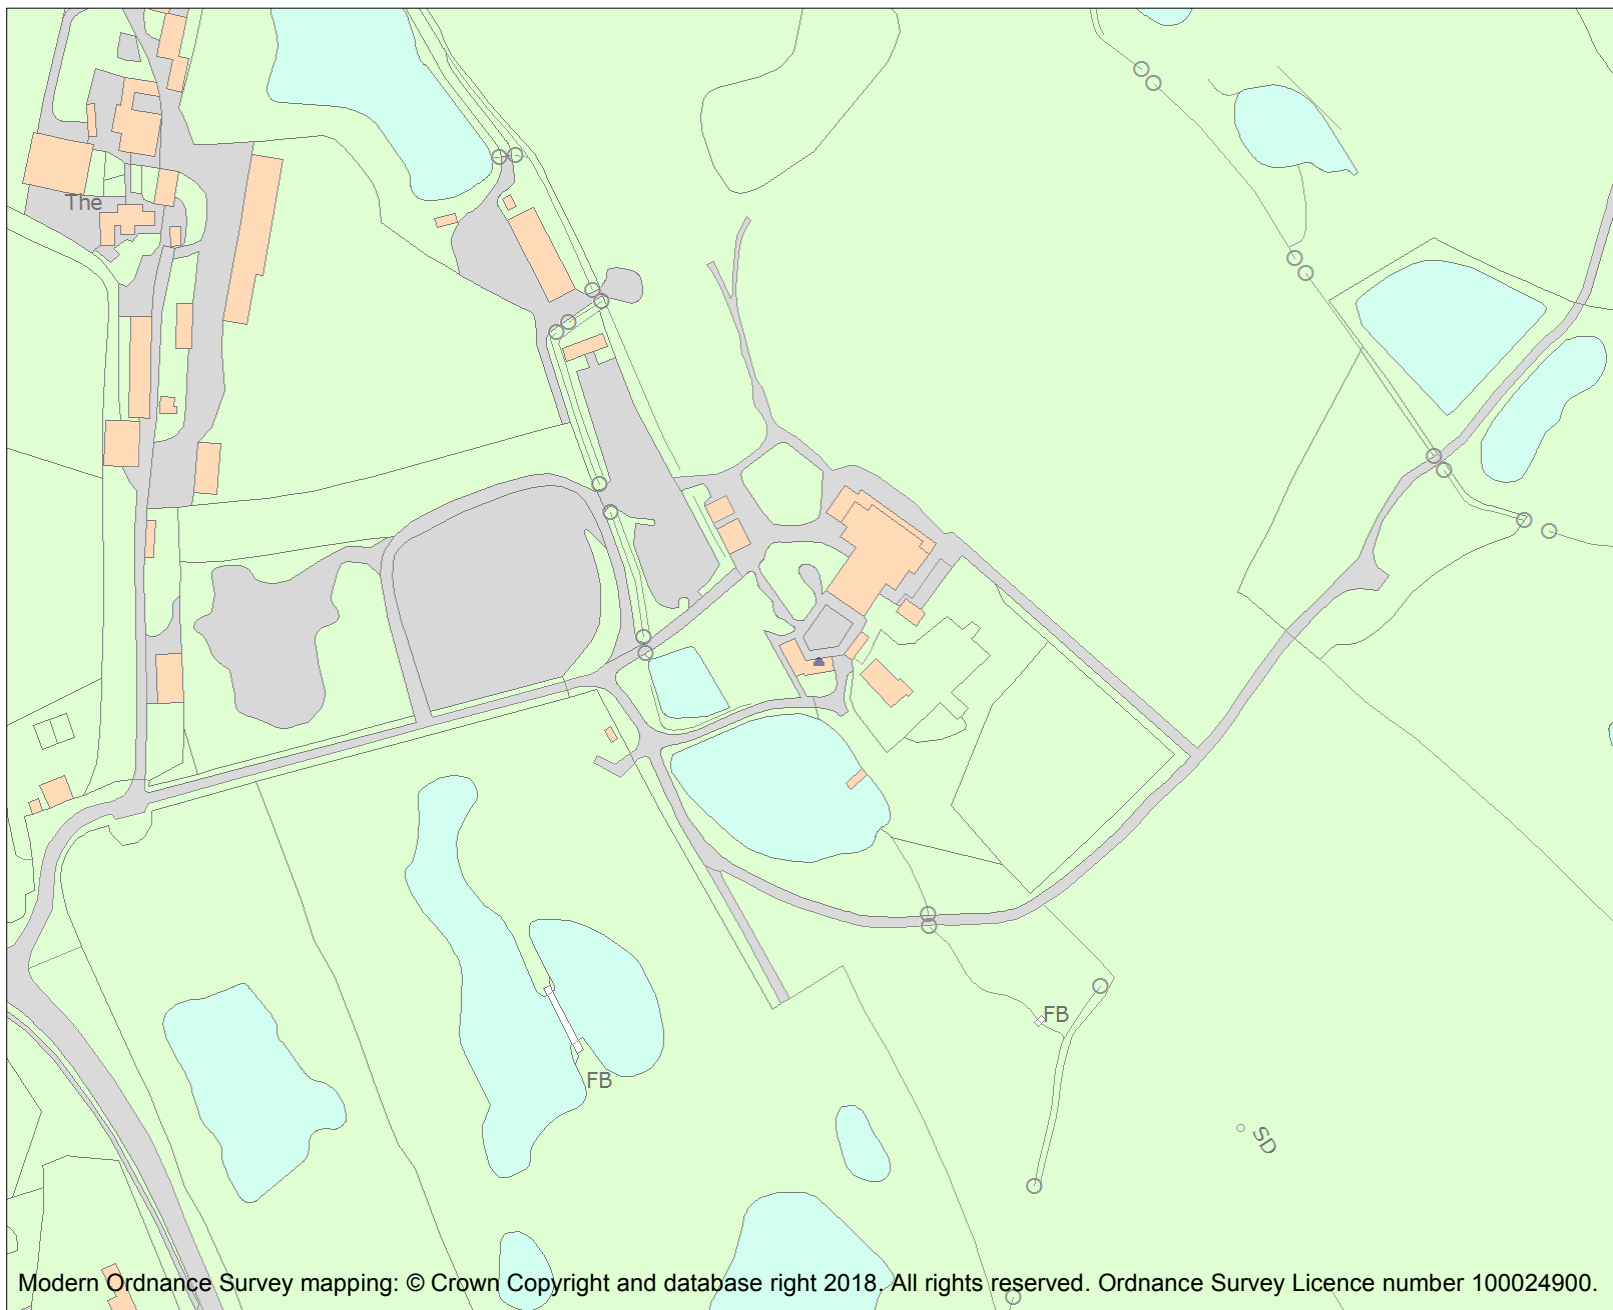 The
FB
FB
SD
Modern Ordnance Survey mapping: © Crown Copyright and database right 2018. All rights reserved. Ordnance Survey Licence number 100024900.